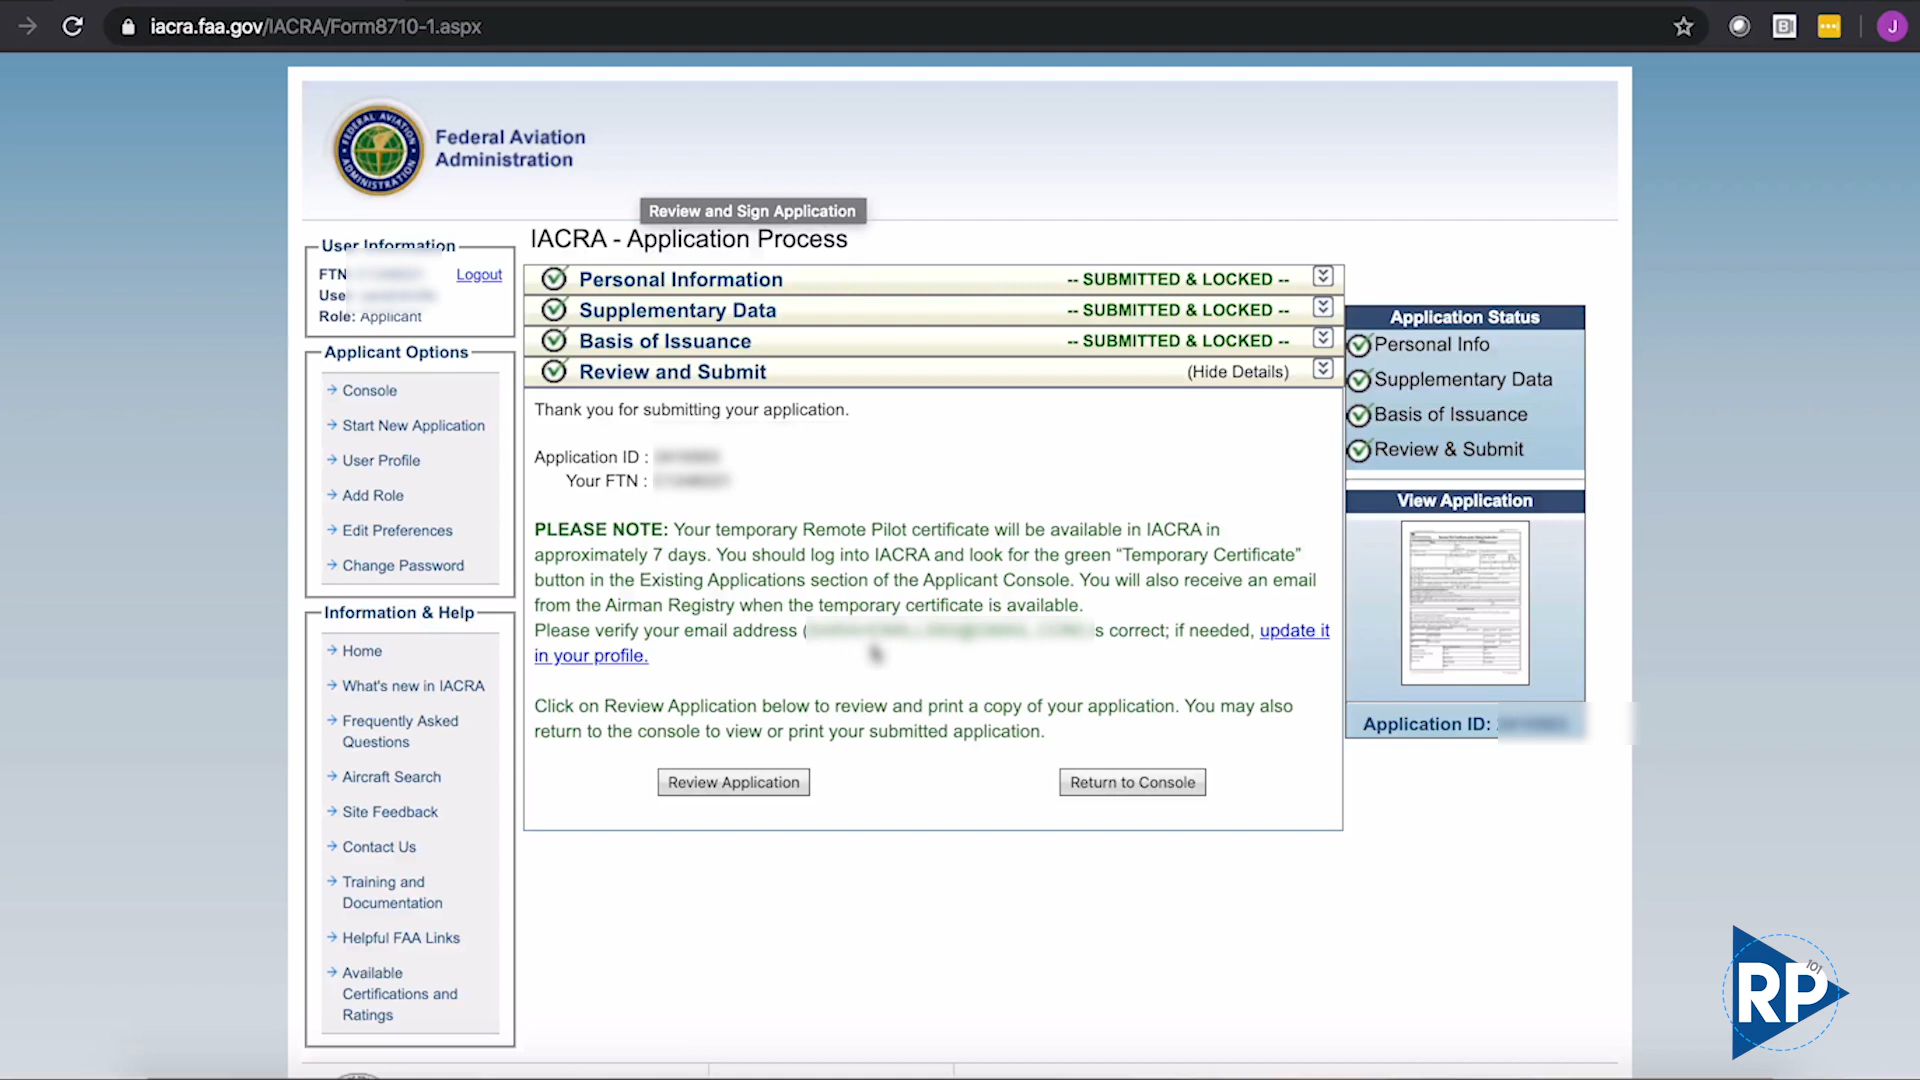 iacra.faa.gov/IACRA/Form8710-1.aspx
B
J
FEDERAL AVIATION ADMINISTRATION
Federal Aviation
Administration
Review and Sign Application
IACRA - Application Process
User Information
FTN
Logout
Use
Role: Applicant
Applicant Options
Console
Start New Application
User Profile
Add Role
Edit Preferences
Change Password
Information & Help
Home
What's new in IACRA
Frequently Asked
Questions
Aircraft Search
Site Feedback
Contact Us
Training and
Documentation
Helpful FAA Links
Available
Certifications and
Ratings
Personal Information -- SUBMITTED & LOCKED --
Supplementary Data -- SUBMITTED & LOCKED --
Basis of Issuance -- SUBMITTED & LOCKED --
Review and Submit (Hide Details)
Thank you for submitting your application.
Application ID :
Your FTN :
PLEASE NOTE: Your temporary Remote Pilot certificate will be available in IACRA in
approximately 7 days. You should log into IACRA and look for the green “Temporary Certificate”
button in the Existing Applications section of the Applicant Console. You will also receive an email
from the Airman Registry when the temporary certificate is available.
Please verify your email address ( s correct; if needed, update it
in your profile.
Click on Review Application below to review and print a copy of your application. You may also
return to the console to view or print your submitted application.
Review Application
Return to Console
Application Status
Personal Info
Supplementary Data
Basis of Issuance
Review & Submit
View Application
Application ID:
RP
101